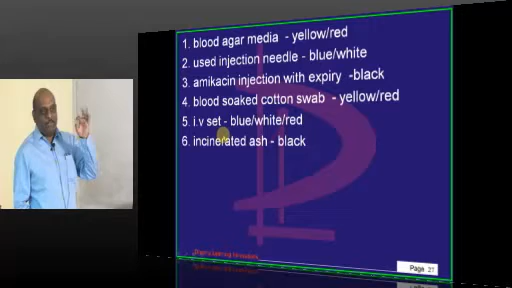 1. blood agar media - yellow/red
2. used injection needle - blue/white
3. amikacin injection with expiry -black
4. blood soaked cotton swab - yellow/red
5. i.v set - blue/white/red
6. incinerated ash - black
Page 21